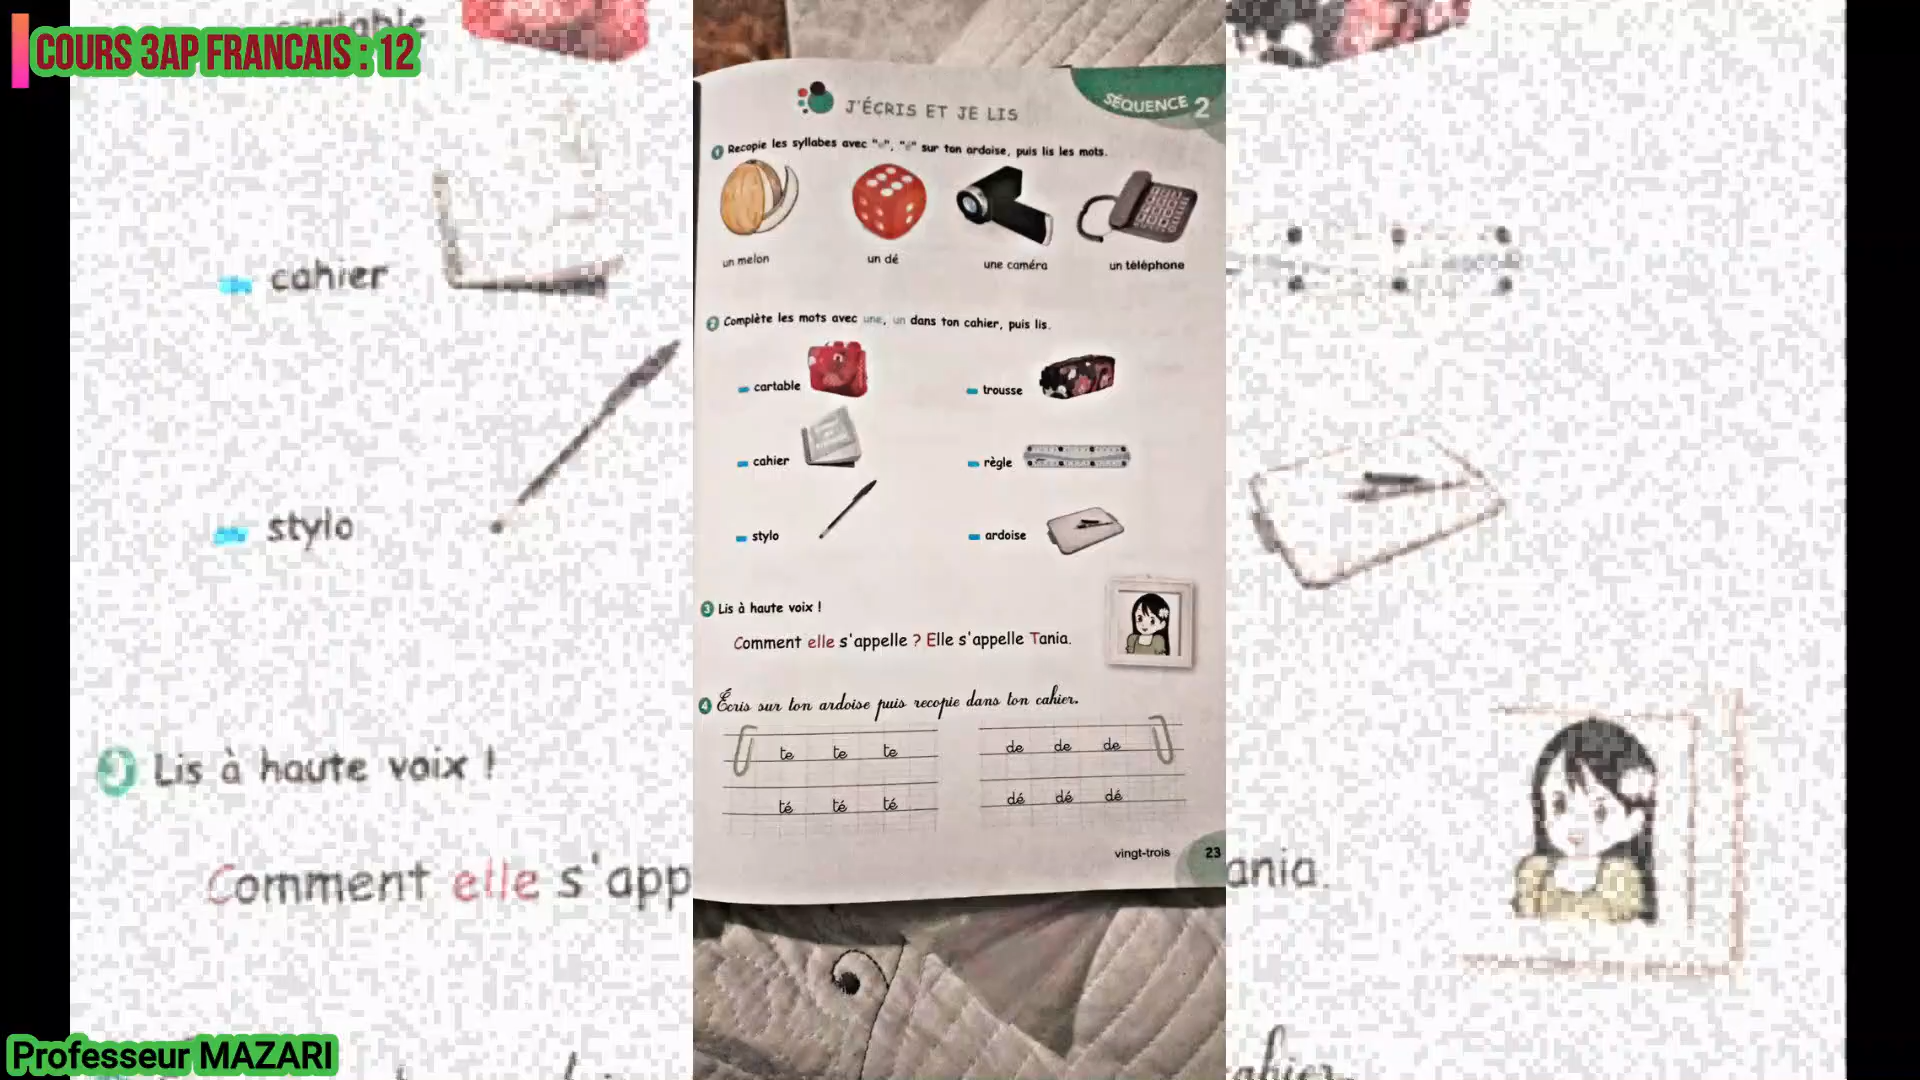 COURS 3AP FRANCAIS : 12
SÉQUENCE 2
J'ÉCRIS ET JE LIS
1 Recopie les syllabes avec " ", " " sur ton ardoise, puis lis les mots.
un melon
un dé
une caméra
un téléphone
2 Complète les mots avec une, un dans ton cahier, puis lis.
cartable
trousse
cahier
règle
stylo
ardoise
3 Lis à haute voix !
Comment elle s'appelle ? Elle s'appelle Tania.
4 Écris sur ton ardoise puis recopie dans ton cahier.
te te te
de de de
té té té
dé dé dé
vingt-trois 23
cartable
cahier
stylo
Lis à haute voix !
Comment elle s'app
ania.
ahier.
Professeur MAZARI